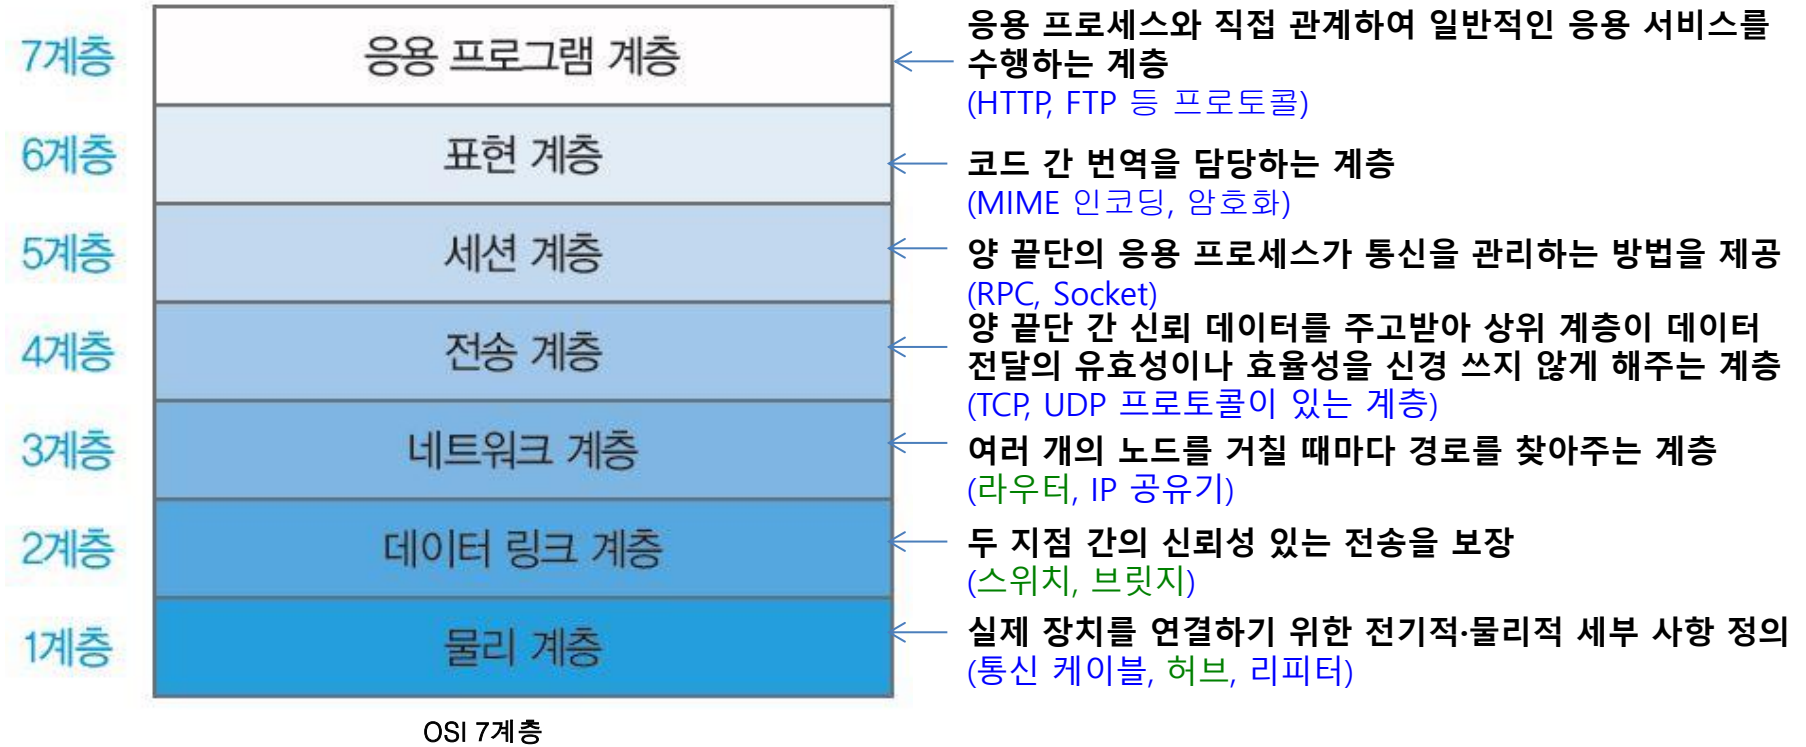 7계층
응용 프로그램 계층
응용 프로세스와 직접 관계하여 일반적인 응용 서비스를
수행하는 계층
(HTTP, FTP 등 프로토콜)
6계층
표현 계층
코드 간 번역을 담당하는 계층
(MIME 인코딩, 암호화)
5계층
세션 계층
양 끝단의 응용 프로세스가 통신을 관리하는 방법을 제공
(RPC, Socket)
4계층
전송 계층
양 끝단 간 신뢰 데이터를 주고받아 상위 계층이 데이터
전달의 유효성이나 효율성을 신경 쓰지 않게 해주는 계층
(TCP, UDP 프로토콜이 있는 계층)
3계층
네트워크 계층
여러 개의 노드를 거칠 때마다 경로를 찾아주는 계층
(라우터, IP 공유기)
2계층
데이터 링크 계층
두 지점 간의 신뢰성 있는 전송을 보장
(스위치, 브릿지)
1계층
물리 계층
실제 장치를 연결하기 위한 전기적·물리적 세부 사항 정의
(통신 케이블, 허브, 리피터)
OSI 7계층